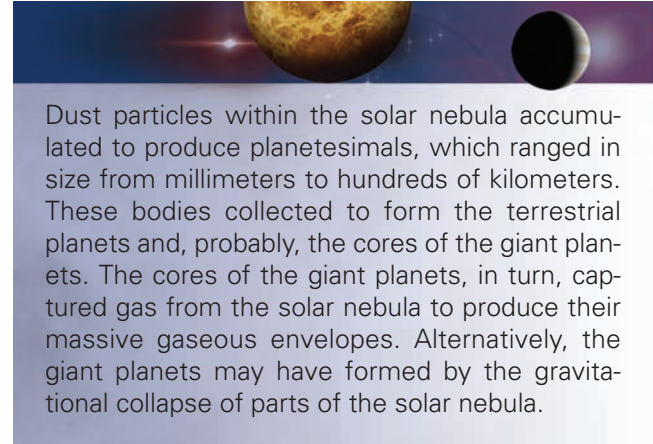 Dust particles within the solar nebula accumu-
lated to produce planetesimals, which ranged in
size from millimeters to hundreds of kilometers.
These bodies collected to form the terrestrial
planets and, probably, the cores of the giant plan-
ets. The cores of the giant planets, in turn, cap-
tured gas from the solar nebula to produce their
massive gaseous envelopes. Alternatively, the
giant planets may have formed by the gravita-
tional collapse of parts of the solar nebula.